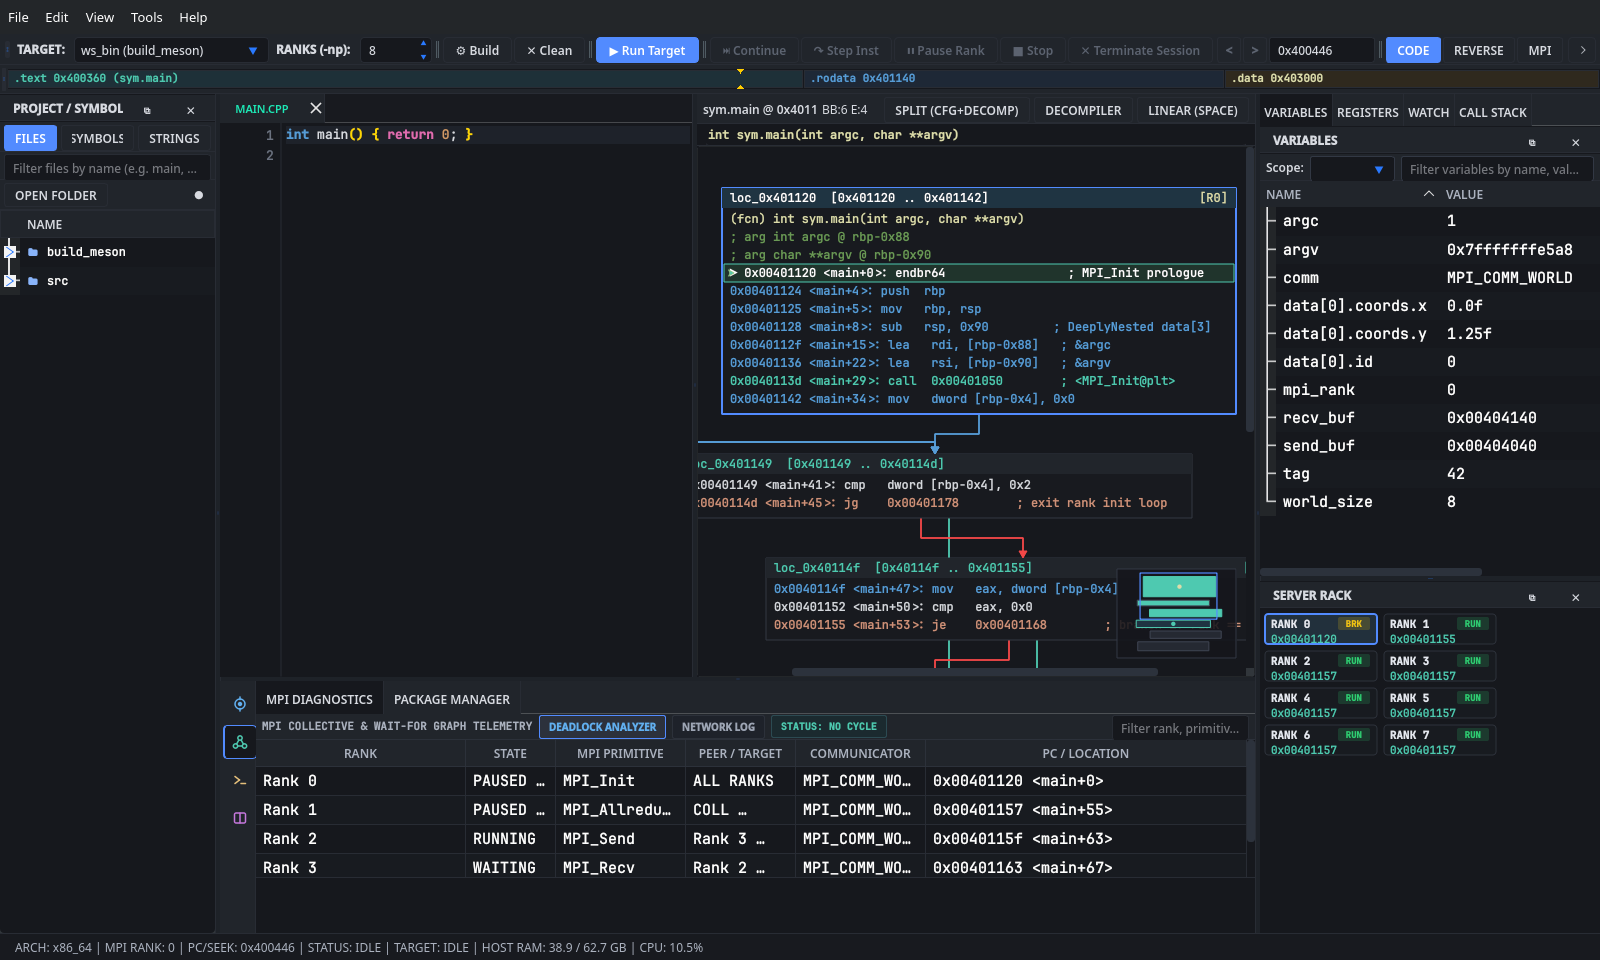 File Edit View Tools Help
TARGET: ws_bin (build_meson) RANKS (-np): 8 Build Clean Run Target Continue Step Inst Pause Rank Stop Terminate Session < > 0x400446 CODE REVERSE MPI
.text 0x400360 (sym.main) .rodata 0x401140 .data 0x403000
PROJECT / SYMBOL
FILES SYMBOLS STRINGS
Filter files by name (e.g. main, ...
OPEN FOLDER
NAME
build_meson
src
MAIN.CPP
1 int main() { return 0; }
2
sym.main @ 0x4011 BB:6 E:4 SPLIT (CFG+DECOMP) DECOMPILER LINEAR (SPACE)
int sym.main(int argc, char **argv)
loc_0x401120 [0x401120 .. 0x401142] [R0]
(fcn) int sym.main(int argc, char **argv)
; arg int argc @ rbp-0x88
; arg char **argv @ rbp-0x90
0x00401120 <main+0>: endbr64 ; MPI_Init prologue
0x00401124 <main+4>: push rbp
0x00401125 <main+5>: mov rbp, rsp
0x00401128 <main+8>: sub rsp, 0x90 ; DeeplyNested data[3]
0x0040112f <main+15>: lea rdi, [rbp-0x88] ; &argc
0x00401136 <main+22>: lea rsi, [rbp-0x90] ; &argv
0x0040113d <main+29>: call 0x00401050 ; <MPI_Init@plt>
0x00401142 <main+34>: mov dword [rbp-0x4], 0x0
oc_0x401149 [0x401149 .. 0x40114d]
x00401149 <main+41>: cmp dword [rbp-0x4], 0x2
x0040114d <main+45>: jg 0x00401178 ; exit rank init loop
loc_0x40114f [0x40114f .. 0x401155]
0x0040114f <main+47>: mov eax, dword [rbp-0x4]
0x00401152 <main+50>: cmp eax, 0x0
0x00401155 <main+53>: je 0x00401168 ; br ==
VARIABLES REGISTERS WATCH CALL STACK
VARIABLES
Scope: Filter variables by name, val...
NAME VALUE
argc 1
argv 0x7fffffffe5a8
comm MPI_COMM_WORLD
data[0].coords.x 0.0f
data[0].coords.y 1.25f
data[0].id 0
mpi_rank 0
recv_buf 0x00404140
send_buf 0x00404040
tag 42
world_size 8
SERVER RACK
RANK 0 BRK RANK 1 RUN
0x00401120 0x00401155
RANK 2 RUN RANK 3 RUN
0x00401157 0x00401157
RANK 4 RUN RANK 5 RUN
0x00401157 0x00401157
RANK 6 RUN RANK 7 RUN
0x00401157 0x00401157
MPI DIAGNOSTICS PACKAGE MANAGER
MPI COLLECTIVE & WAIT-FOR GRAPH TELEMETRY DEADLOCK ANALYZER NETWORK LOG STATUS: NO CYCLE Filter rank, primitiv...
RANK STATE MPI PRIMITIVE PEER / TARGET COMMUNICATOR PC / LOCATION
Rank 0 PAUSED … MPI_Init ALL RANKS MPI_COMM_WO… 0x00401120 <main+0>
Rank 1 PAUSED … MPI_Allredu… COLL … MPI_COMM_WO… 0x00401157 <main+55>
Rank 2 RUNNING MPI_Send Rank 3 … MPI_COMM_WO… 0x0040115f <main+63>
Rank 3 WAITING MPI_Recv Rank 2 … MPI_COMM_WO… 0x00401163 <main+67>
ARCH: x86_64 | MPI RANK: 0 | PC/SEEK: 0x400446 | STATUS: IDLE | TARGET: IDLE | HOST RAM: 38.9 / 62.7 GB | CPU: 10.5%